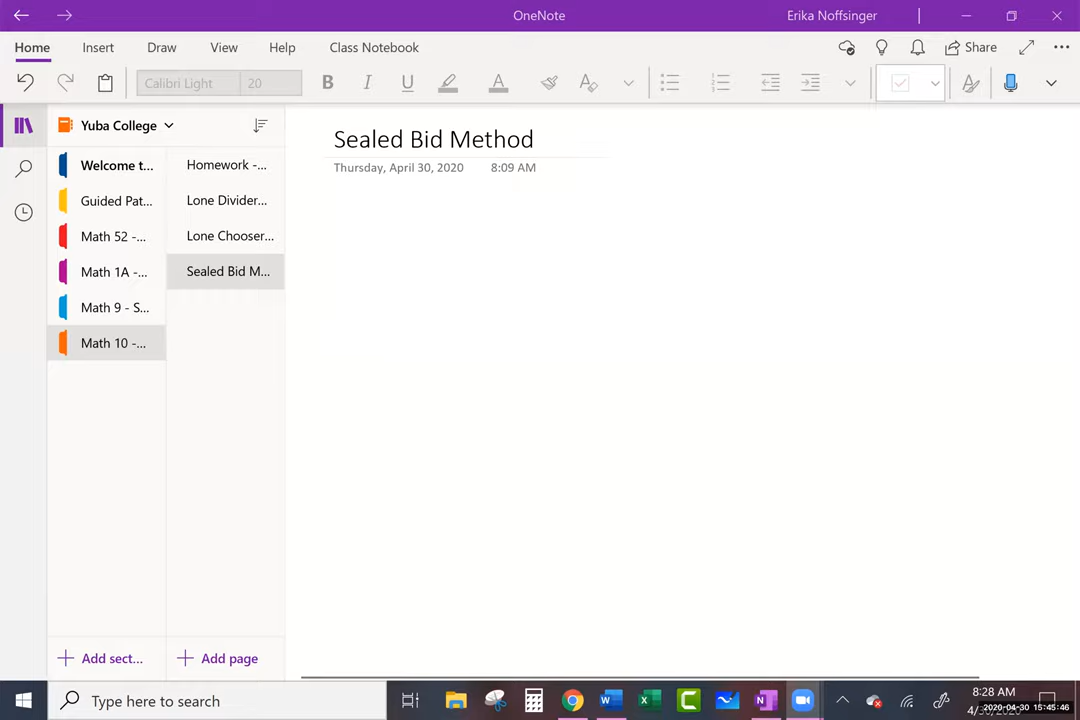 OneNote
Erika Noffsinger
Home Insert Draw View Help Class Notebook
Share
Calibri Light 20 B I U A
Yuba College
Sealed Bid Method
Thursday, April 30, 2020 8:09 AM
Welcome t...
Guided Pat...
Math 52 -...
Math 1A -...
Math 9 - S...
Math 10 -...
Homework -...
Lone Divider...
Lone Chooser...
Sealed Bid M...
+ Add sect...
+ Add page
Type here to search
8:28 AM
2020-04-30 15:45:46